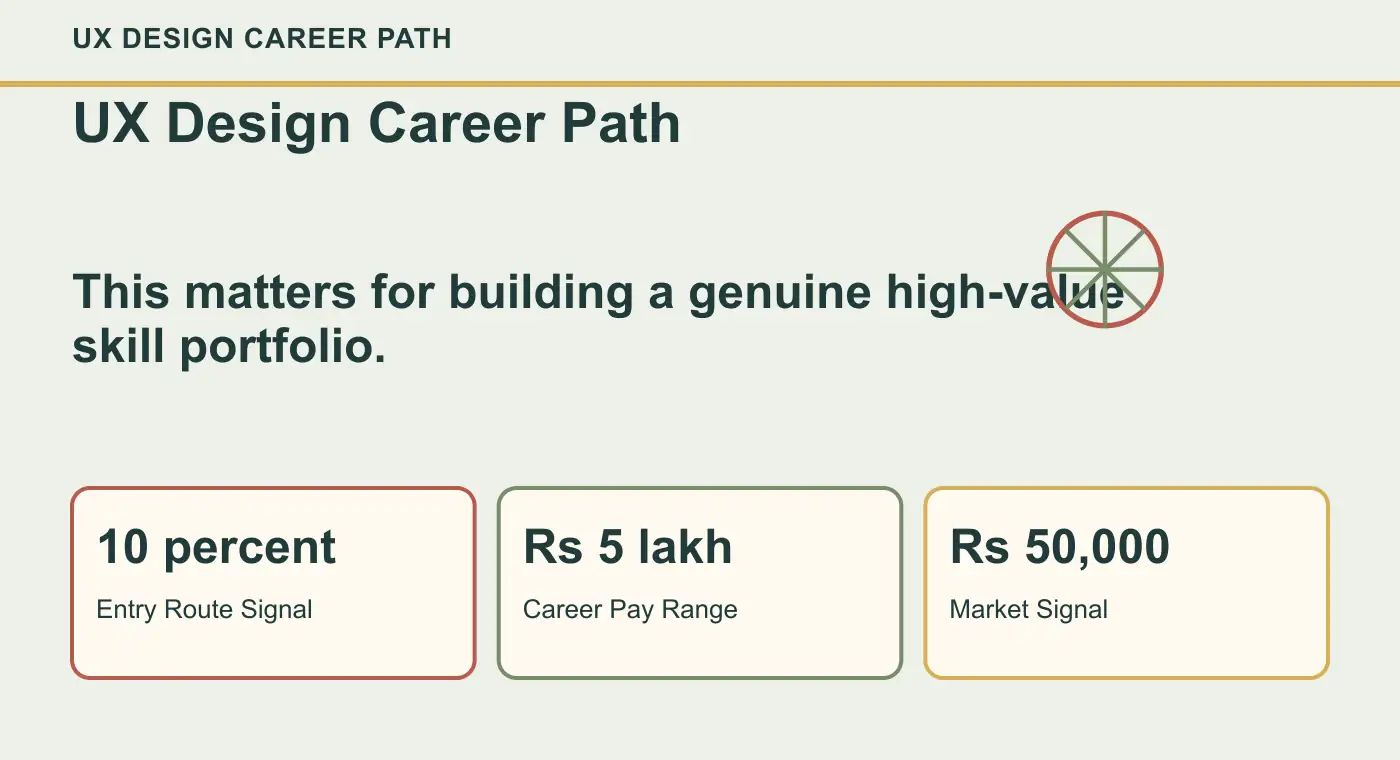 UX DESIGN CAREER PATH
UX Design Career Path
This matters for building a genuine high-value
skill portfolio.
10 percent
Entry Route Signal
Rs 5 lakh
Career Pay Range
Rs 50,000
Market Signal